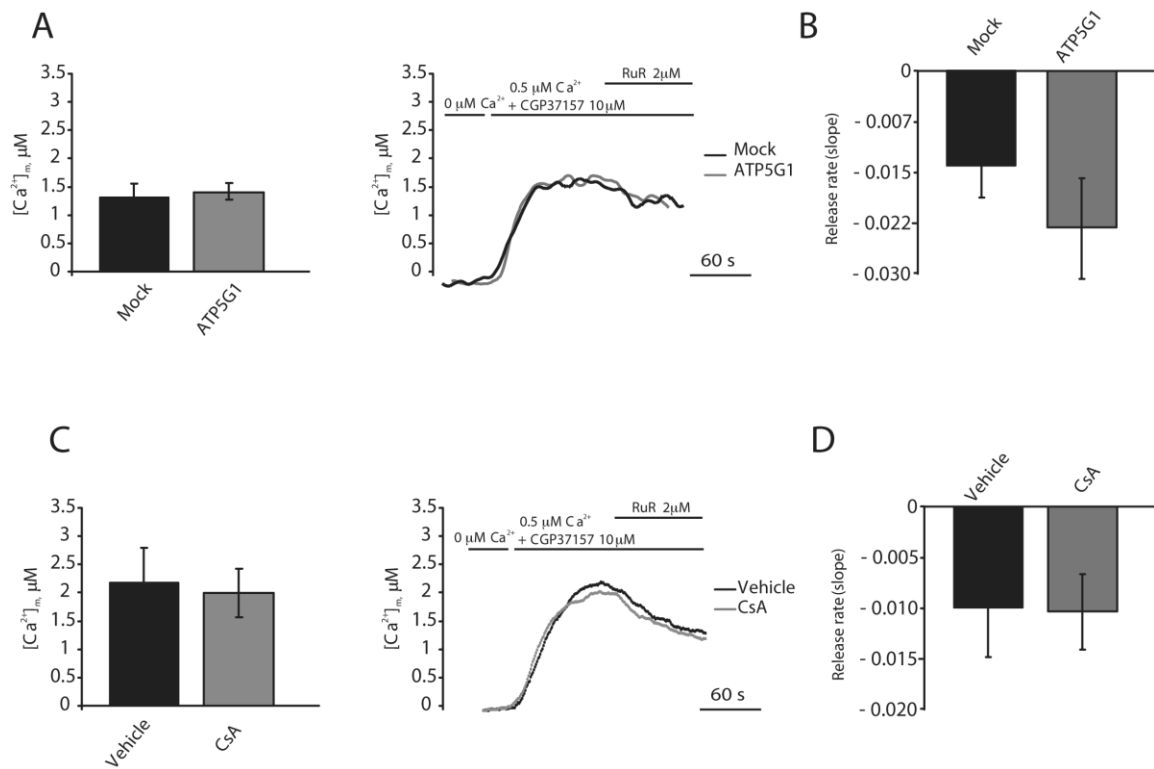 A
3.5
3
2.5
2
1.5
1
0.5
0
[Ca²⁺]m, μM
Mock
ATP5G1
3.5
3
2.5
2
1.5
1
0.5
0
[Ca²⁺]m, μM
RuR 2μM
0.5 μM Ca²⁺
0 μM Ca²⁺ + CGP37157 10μM
Mock
ATP5G1
60 s
B
Mock
ATP5G1
0
- 0.007
- 0.015
- 0.022
- 0.030
Release rate (slope)
C
3.5
3
2.5
2
1.5
1
0.5
0
[Ca²⁺]m, μM
Vehicle
CsA
3.5
3
2.5
2
1.5
1
0.5
0
[Ca²⁺]m, μM
RuR 2μM
0.5 μM Ca²⁺
0 μM Ca²⁺ + CGP37157 10μM
Vehicle
CsA
60 s
D
Vehicle
CsA
0
- 0.005
- 0.010
- 0.015
- 0.020
Release rate (slope)